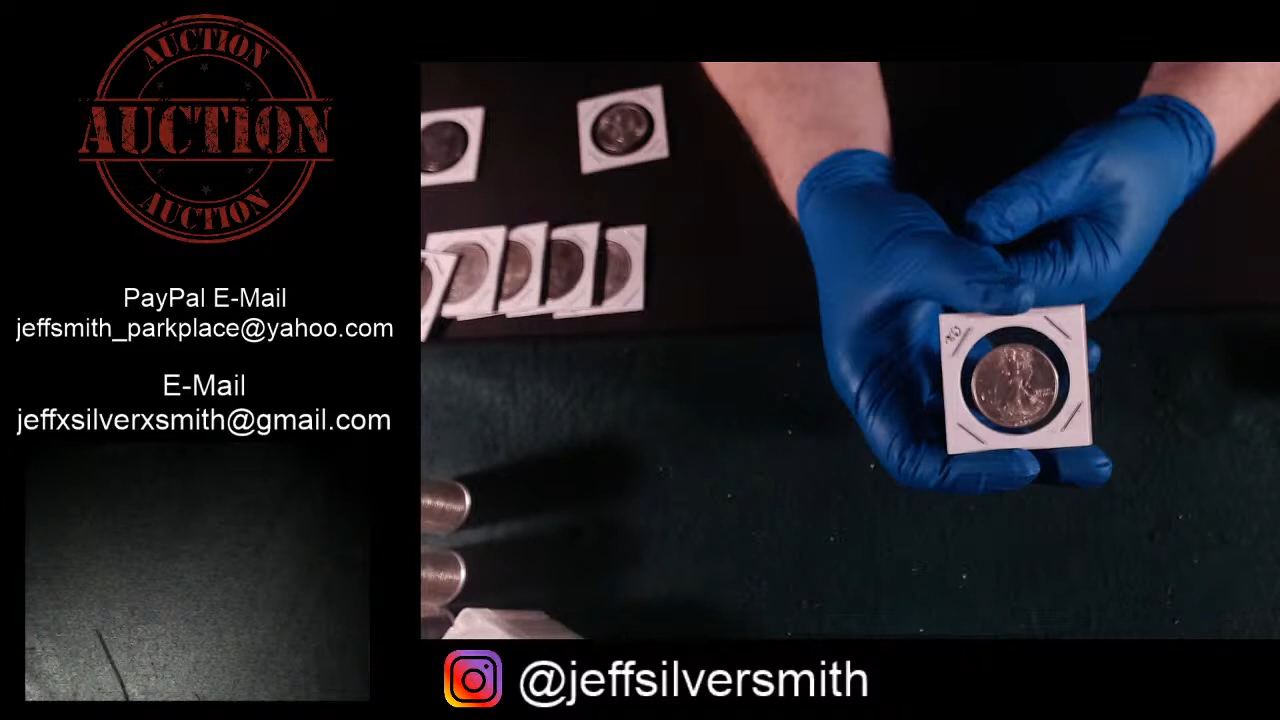 AUCTION
AUCTION
AUCTION
PayPal E-Mail
jeffsmith_parkplace@yahoo.com
E-Mail
jeffxsilverxsmith@gmail.com
@jeffsilversmith